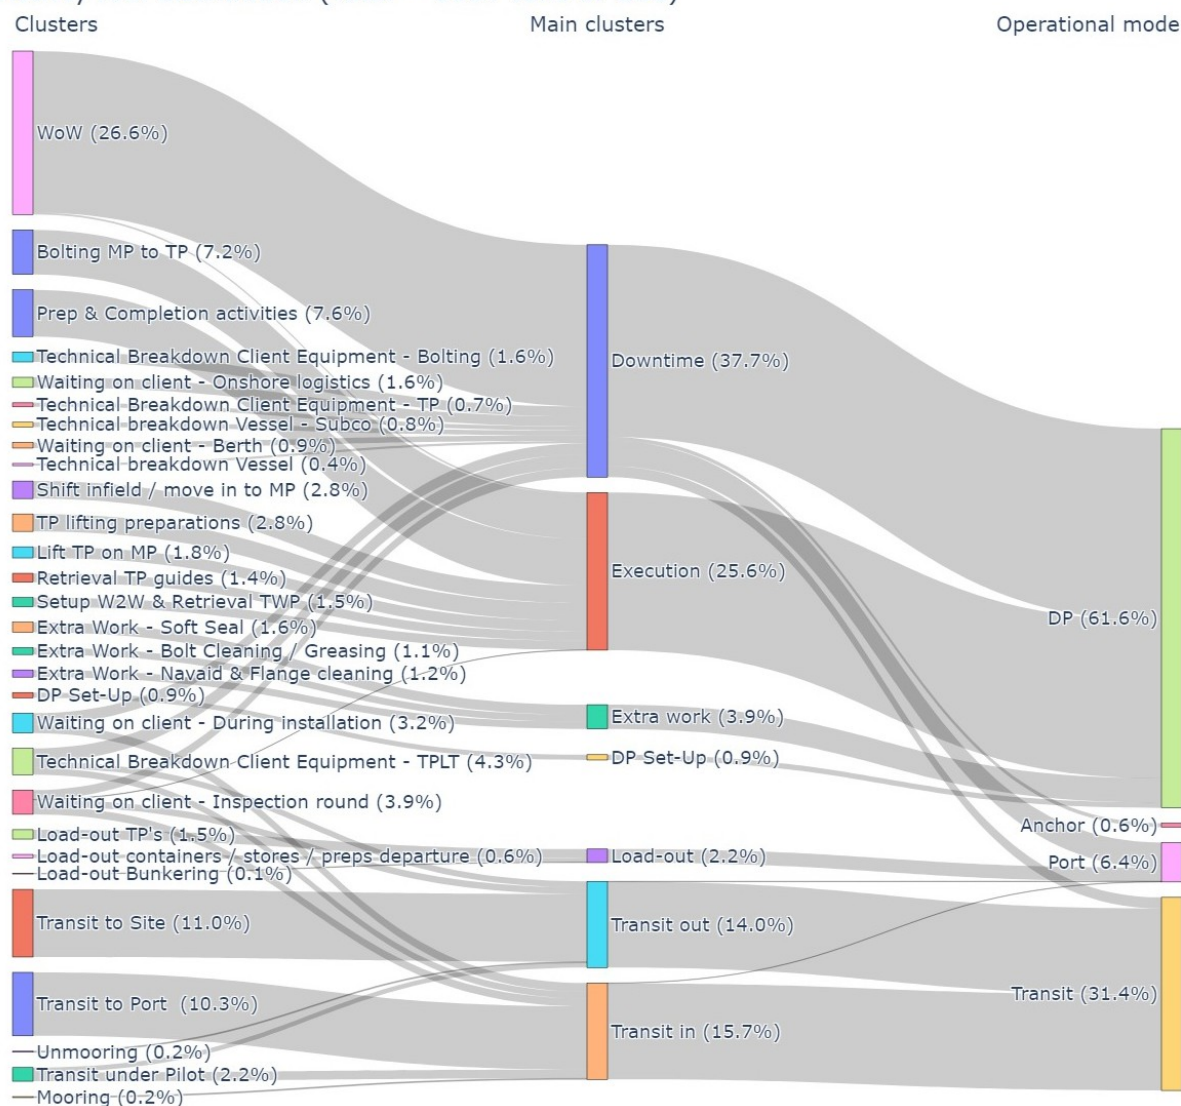 Clusters
Main clusters
Operational mode
WoW (26.6%)
Bolting MP to TP (7.2%)
Prep & Completion activities (7.6%)
Technical Breakdown Client Equipment - Bolting (1.6%)
Waiting on client - Onshore logistics (1.6%)
Technical Breakdown Client Equipment - TP (0.7%)
Technical breakdown Vessel - Subco (0.8%)
Waiting on client - Berth (0.9%)
Technical breakdown Vessel (0.4%)
Shift infield / move in to MP (2.8%)
TP lifting preparations (2.8%)
Lift TP on MP (1.8%)
Retrieval TP guides (1.4%)
Setup W2W & Retrieval TWP (1.5%)
Extra Work - Soft Seal (1.6%)
Extra Work - Bolt Cleaning / Greasing (1.1%)
Extra Work - Navaid & Flange cleaning (1.2%)
DP Set-Up (0.9%)
Waiting on client - During installation (3.2%)
Technical Breakdown Client Equipment - TPLT (4.3%)
Waiting on client - Inspection round (3.9%)
Load-out TP's (1.5%)
Load-out containers / stores / preps departure (0.6%)
Load-out Bunkering (0.1%)
Transit to Site (11.0%)
Transit to Port (10.3%)
Unmooring (0.2%)
Transit under Pilot (2.2%)
Mooring (0.2%)
Downtime (37.7%)
Execution (25.6%)
Extra work (3.9%)
DP Set-Up (0.9%)
Load-out (2.2%)
Transit out (14.0%)
Transit in (15.7%)
DP (61.6%)
Anchor (0.6%)
Port (6.4%)
Transit (31.4%)